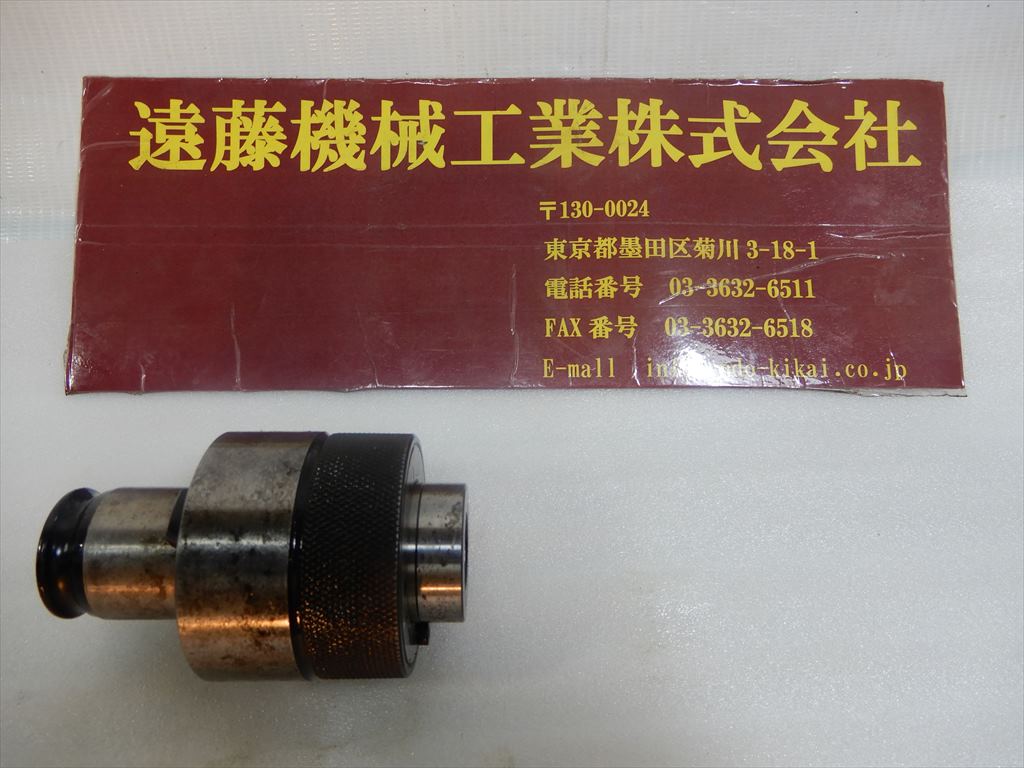 遠藤機械工業株式会社
〒130-0024
東京都墨田区菊川 3-18-1
電話番号 03-3632-6511
FAX 番号 03-3632-6518
E-mall